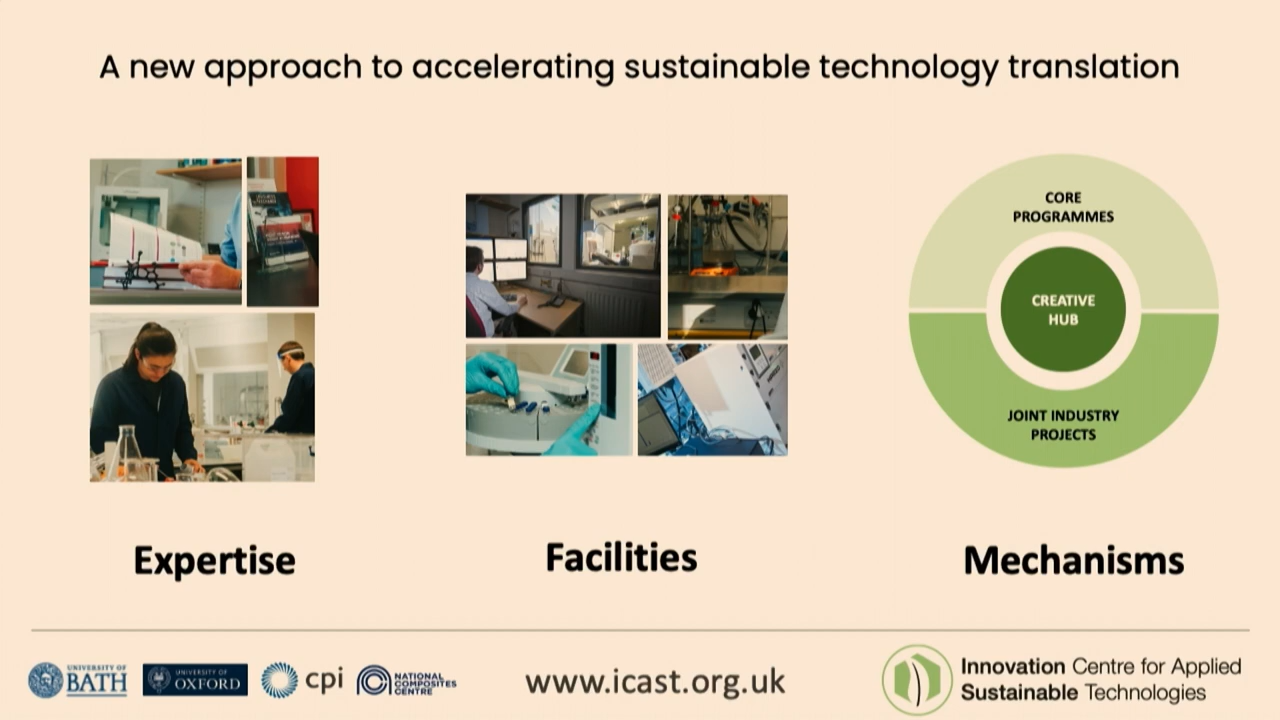 A new approach to accelerating sustainable technology translation
CORE
PROGRAMMES
CREATIVE
HUB
JOINT INDUSTRY
PROJECTS
Expertise
Facilities
Mechanisms
UNIVERSITY OF
BATH
UNIVERSITY OF
OXFORD
cpi
NATIONAL
COMPOSITES
CENTRE
www.icast.org.uk
Innovation Centre for Applied
Sustainable Technologies